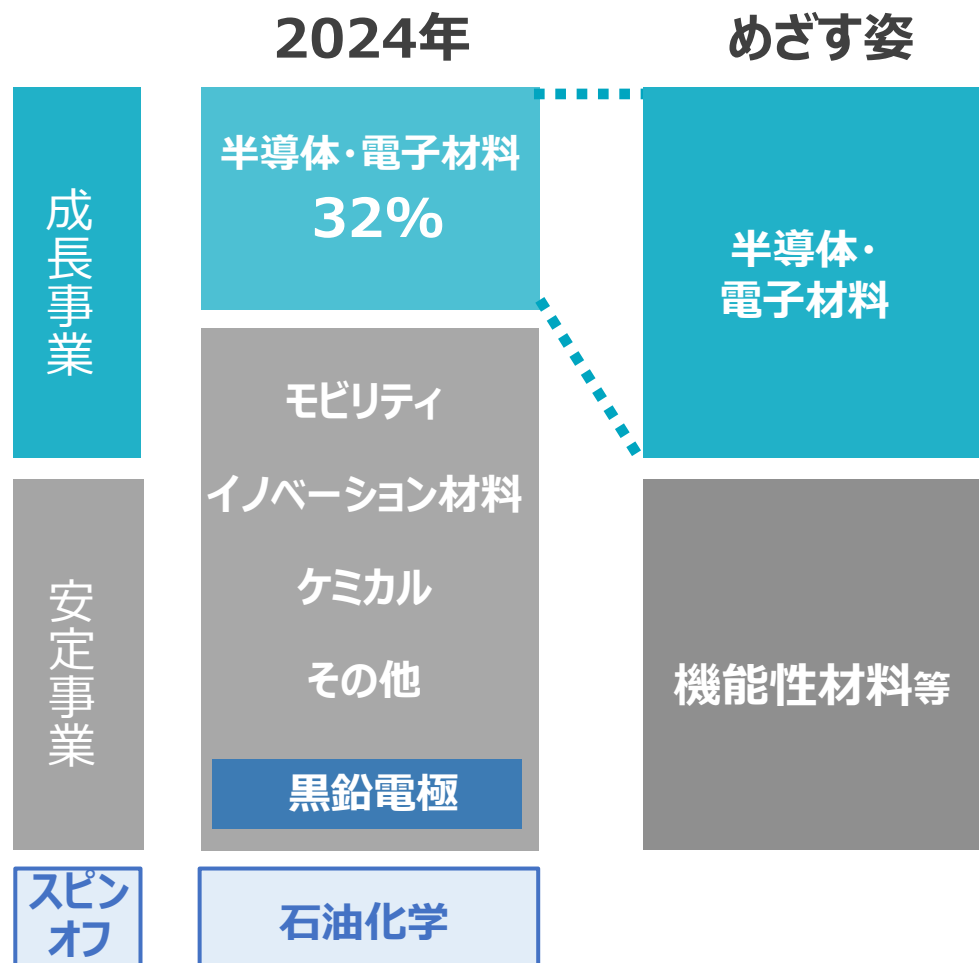 2024年
めざす姿
成長事業
半導体・電子材料
32%
半導体・
電子材料
安定事業
モビリティ
イノベーション材料
ケミカル
その他
黒鉛電極
機能性材料等
スピン
オフ
石油化学